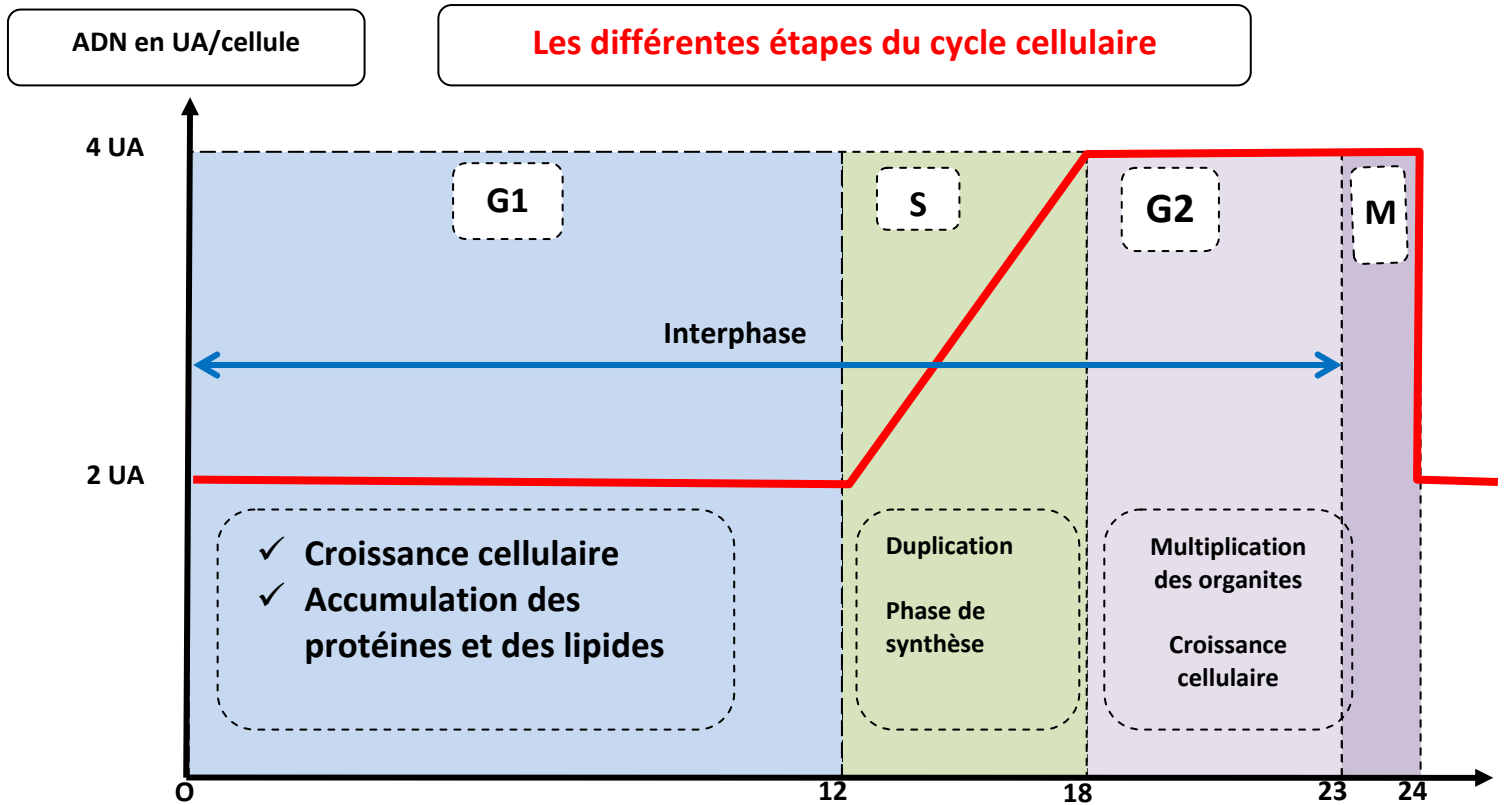 ADN en UA/cellule
Les différentes étapes du cycle cellulaire
4 UA
G1
S
G2
M
Interphase
2 UA
✓ Croissance cellulaire
✓ Accumulation des
protéines et des lipides
Duplication
Phase de
synthèse
Multiplication
des organites
Croissance
cellulaire
O
12
18
23
24